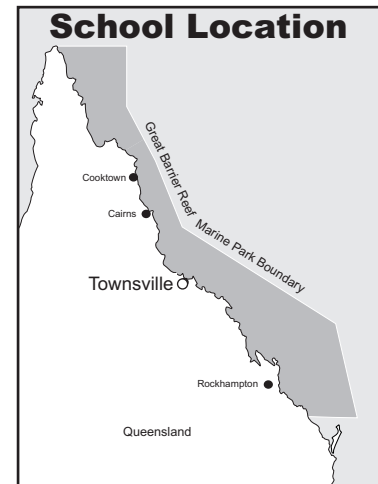 School Location
Great Barrier Reef Marine Park Boundary
Cooktown
Cairns
Townsville
Rockhampton
Queensland